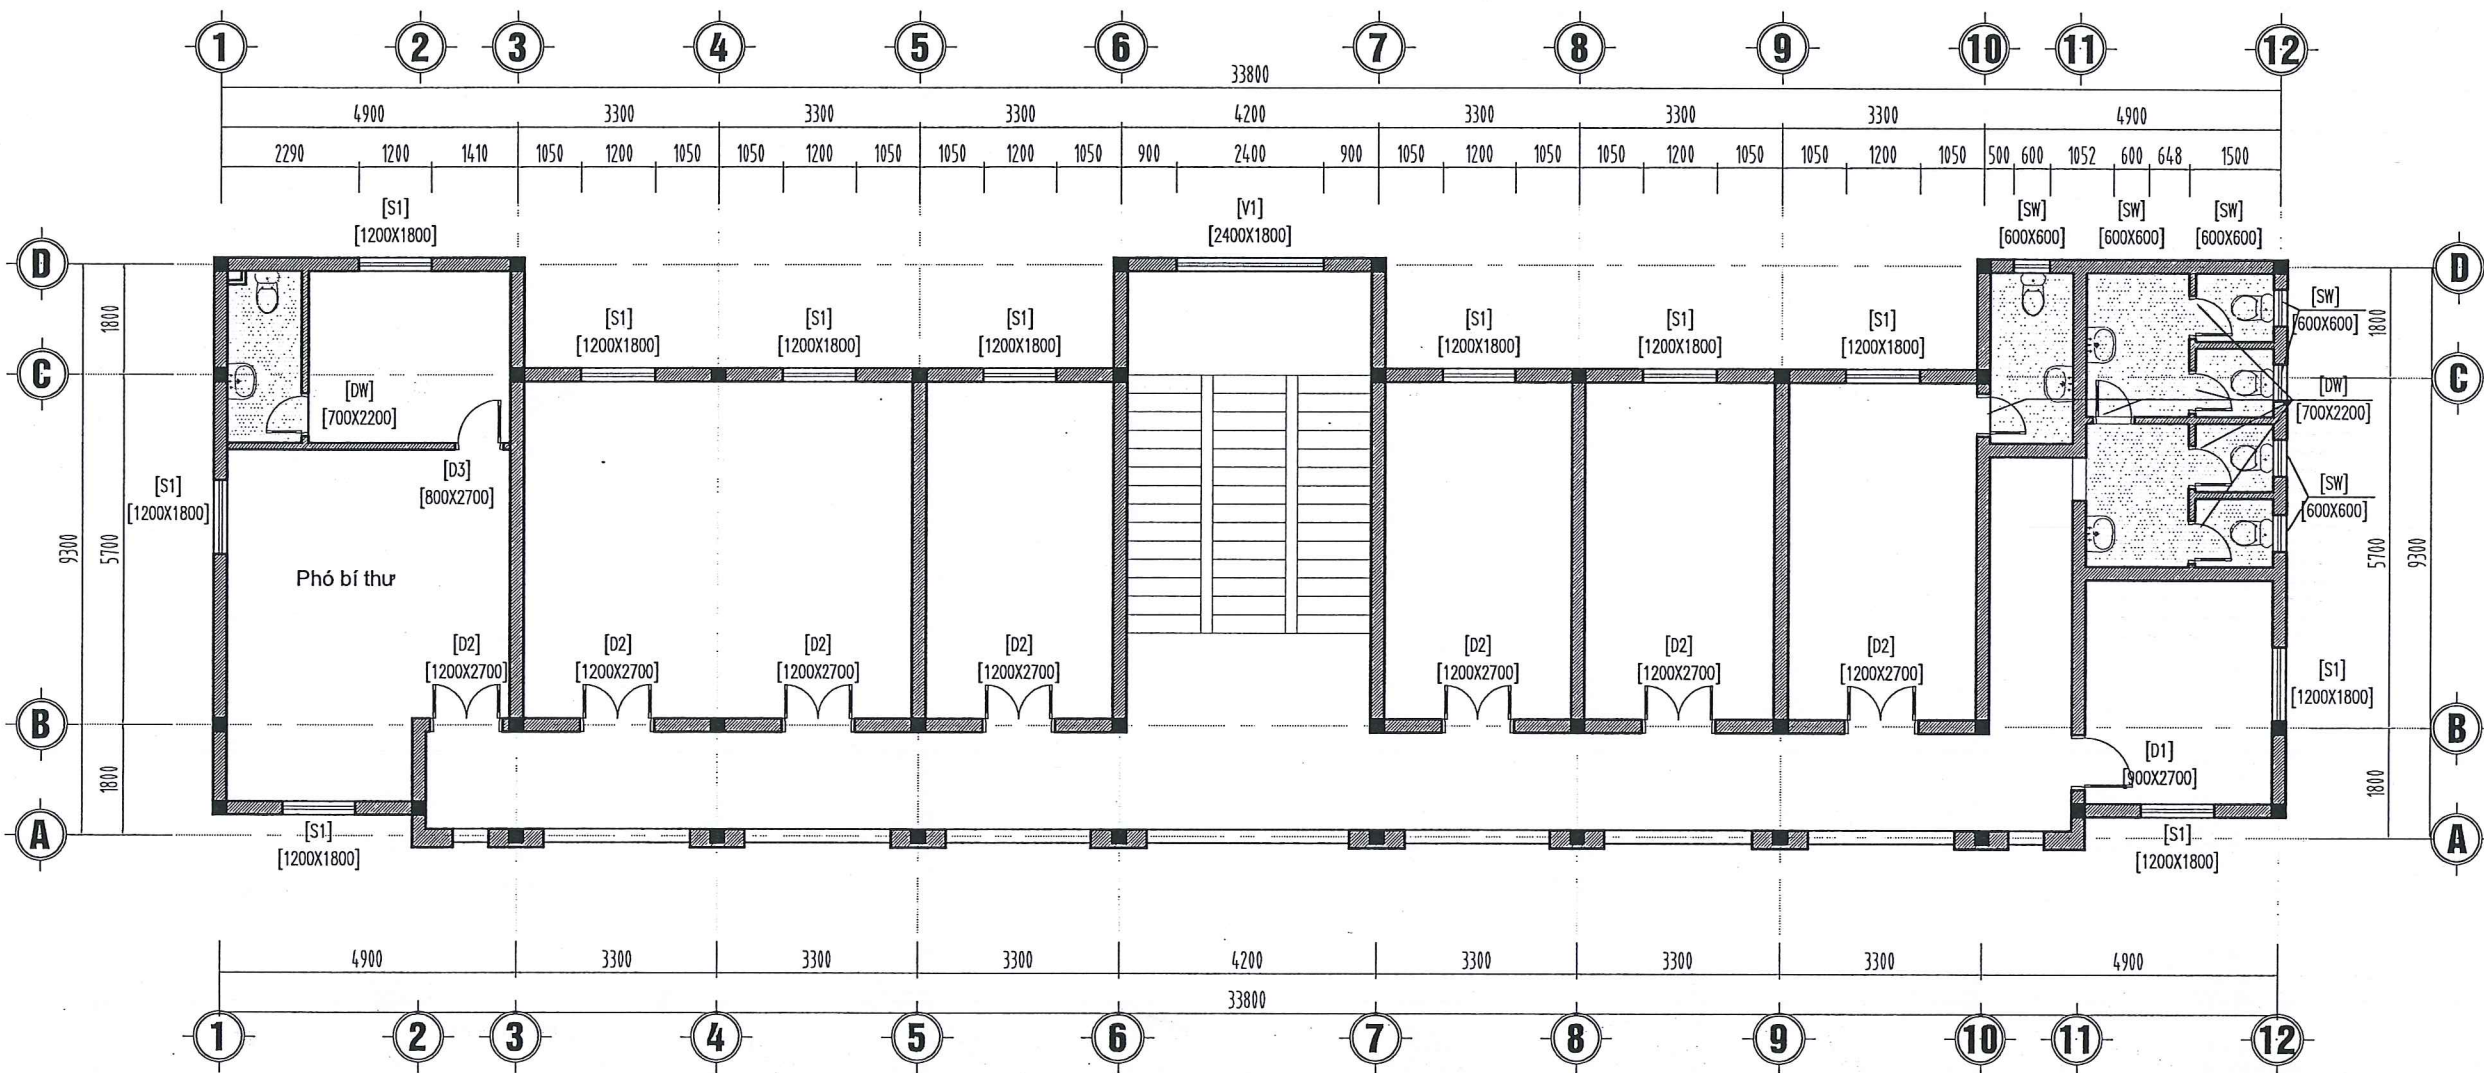 1 2 3 4 5 6 7 8 9 10 11 12
33800
4900 3300 3300 3300 4200 3300 3300 3300 4900
2290 1200 1410 1050 1200 1050 1050 1200 1050 1050 1200 1050 900 2400 900 1050 1200 1050 1050 1200 1050 1050 1200 1050 500 600 1052 600 648 1500
[S1] [V1] [SW] [SW] [SW]
[1200X1800] [2400X1800] [600X600] [600X600] [600X600]
D D
1800 [S1] [S1] [S1] [S1] [S1] [S1] [SW] 1800
[1200X1800] [1200X1800] [1200X1800] [1200X1800] [1200X1800] [1200X1800] [600X600]
C C
[DW] [DW]
[700X2200] [700X2200]
[D3]
[800X2700]
[S1] [SW]
[1200X1800] [600X600]
9300 5700 5700 9300
Phó bí thư
[D2] [D2] [D2] [D2] [D2] [D2] [D2]
[1200X2700] [1200X2700] [1200X2700] [1200X2700] [1200X2700] [1200X2700] [1200X2700]
[S1]
[1200X1800]
B B
1800 [D1] 1800
[900X2700]
A A
[S1] [S1]
[1200X1800] [1200X1800]
4900 3300 3300 3300 4200 3300 3300 3300 4900
33800
1 2 3 4 5 6 7 8 9 10 11 12